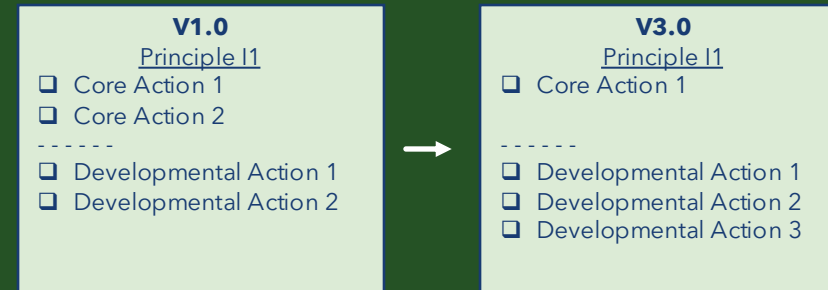 V1.0
Principle I1
❑ Core Action 1
❑ Core Action 2
- - - - - -
❑ Developmental Action 1
❑ Developmental Action 2
V3.0
Principle I1
❑ Core Action 1
- - - - - -
❑ Developmental Action 1
❑ Developmental Action 2
❑ Developmental Action 3